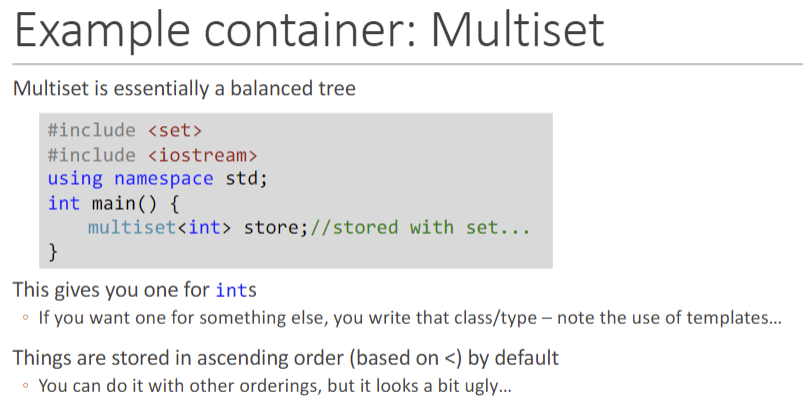 Example container: Multiset
Multiset is essentially a balanced tree
#include <set>
#include <iostream>
using namespace std;
int main() {
    multiset<int> store;//stored with set...
}
This gives you one for ints
◦ If you want one for something else, you write that class/type – note the use of templates…
Things are stored in ascending order (based on <) by default
◦ You can do it with other orderings, but it looks a bit ugly…